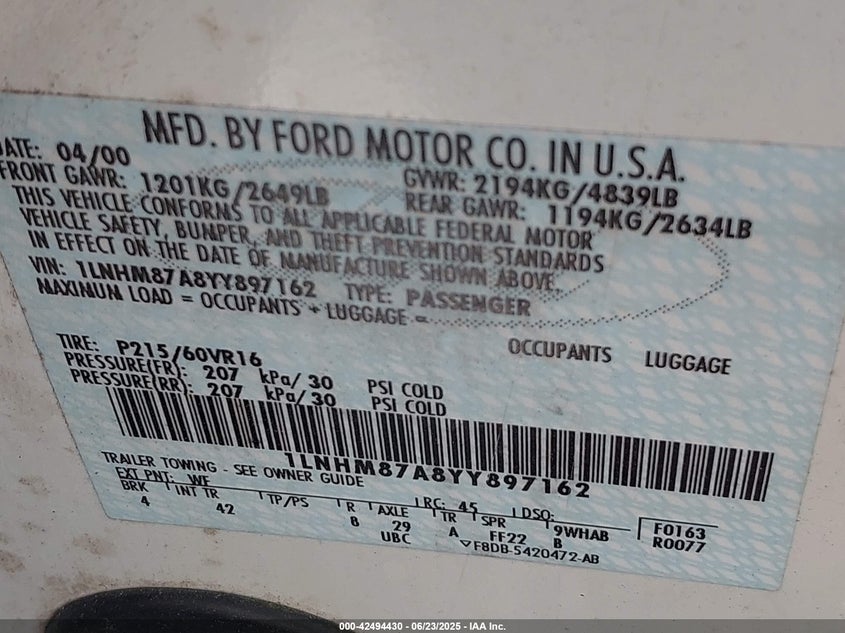 MFD. BY FORD MOTOR CO. IN U.S.A.
DATE: 04/00
GVWR: 2194KG/4839LB
FRONT GAWR: 1201KG/2649LB
REAR GAWR: 1194KG/2634LB
THIS VEHICLE CONFORMS TO ALL APPLICABLE FEDERAL MOTOR
VEHICLE SAFETY, BUMPER, AND THEFT PREVENTION STANDARDS
IN EFFECT ON THE DATE OF MANUFACTURE SHOWN ABOVE.
VIN: 1LNHM87A8YY897162 TYPE: PASSENGER
MAXIMUM LOAD = OCCUPANTS + LUGGAGE =
OCCUPANTS LUGGAGE
TIRE: P215/60VR16
PRESSURE(FR): 207 kPa/ 30 PSI COLD
PRESSURE(RR): 207 kPa/ 30 PSI COLD
1LNHM87A8YY897162
TRAILER TOWING - SEE OWNER GUIDE
EXT PNT: WF RC: 45 DSO:
BRK INT TR TP/PS R AXLE TR SPR 9WHAB F0163
4 42 B 29 A FF22 B R0077
UBC F8DB-5420472-AB
000-42494430 - 06/23/2025 - IAA Inc.